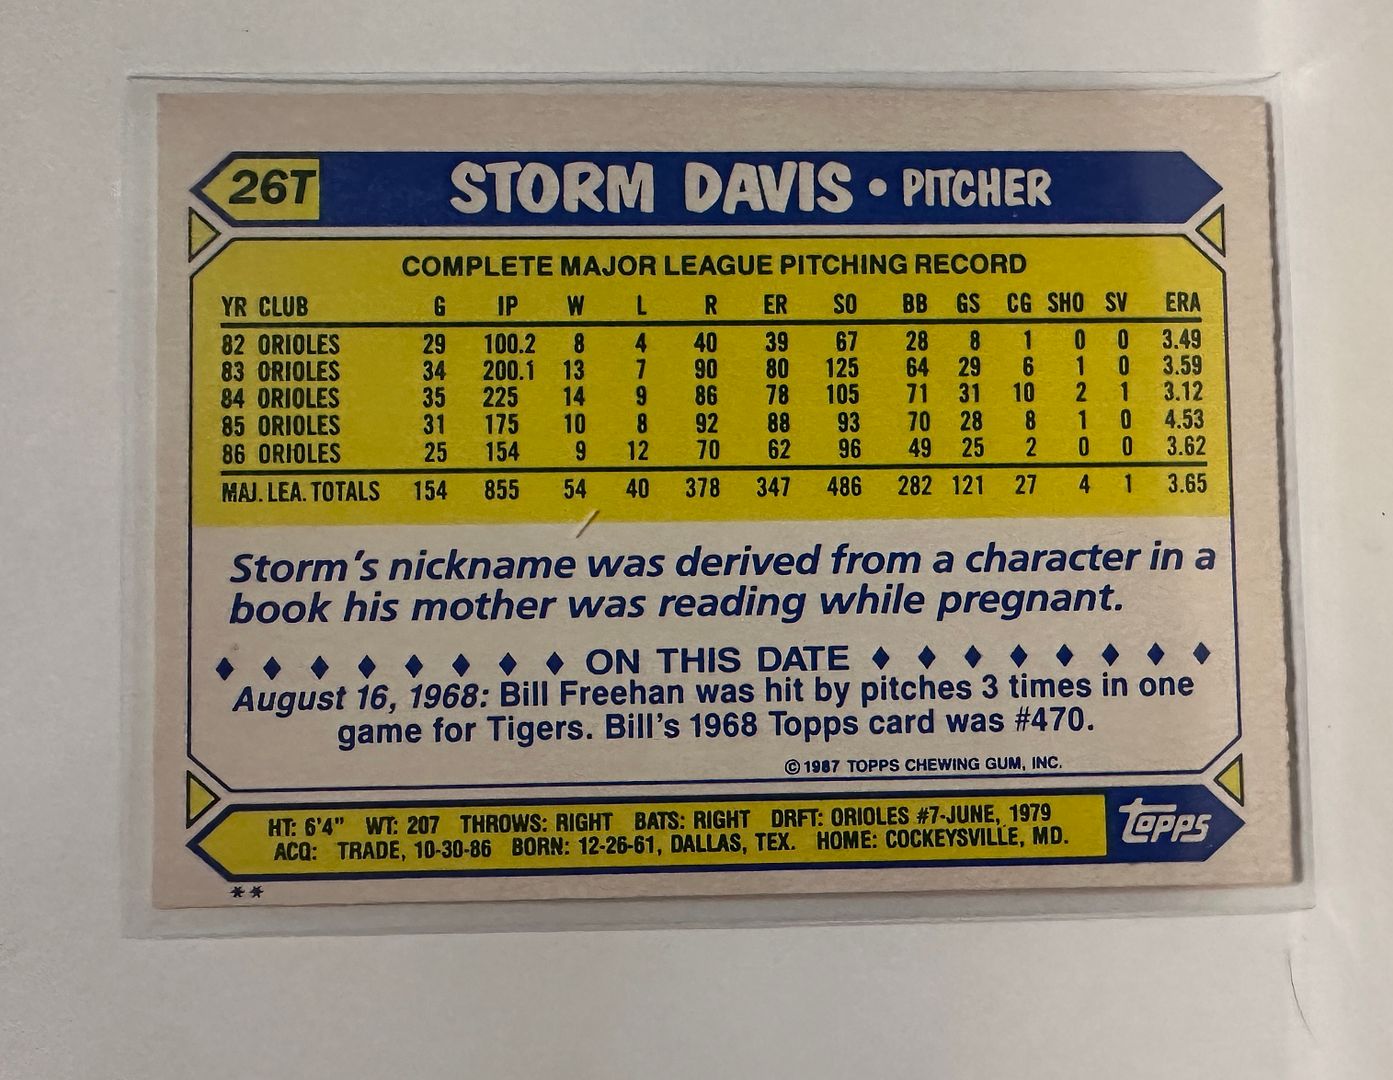 26T STORM DAVIS • PITCHER
COMPLETE MAJOR LEAGUE PITCHING RECORD
YR CLUB G IP W L R ER SO BB GS CG SHO SV ERA
82 ORIOLES 29 100.2 8 4 40 39 67 28 8 1 0 0 3.49
83 ORIOLES 34 200.1 13 7 90 80 125 64 29 6 1 0 3.59
84 ORIOLES 35 225 14 9 86 78 105 71 31 10 2 1 3.12
85 ORIOLES 31 175 10 8 92 88 93 70 28 8 1 0 4.53
86 ORIOLES 25 154 9 12 70 62 96 49 25 2 0 0 3.62
MAJ. LEA. TOTALS 154 855 54 40 378 347 486 282 121 27 4 1 3.65
Storm's nickname was derived from a character in a
book his mother was reading while pregnant.
ON THIS DATE
August 16, 1968: Bill Freehan was hit by pitches 3 times in one
game for Tigers. Bill's 1968 Topps card was #470.
© 1987 TOPPS CHEWING GUM, INC.
HT: 6'4" WT: 207 THROWS: RIGHT BATS: RIGHT DRFT: ORIOLES #7-JUNE, 1979
ACQ: TRADE, 10-30-86 BORN: 12-26-61, DALLAS, TEX. HOME: COCKEYSVILLE, MD.
topps
**